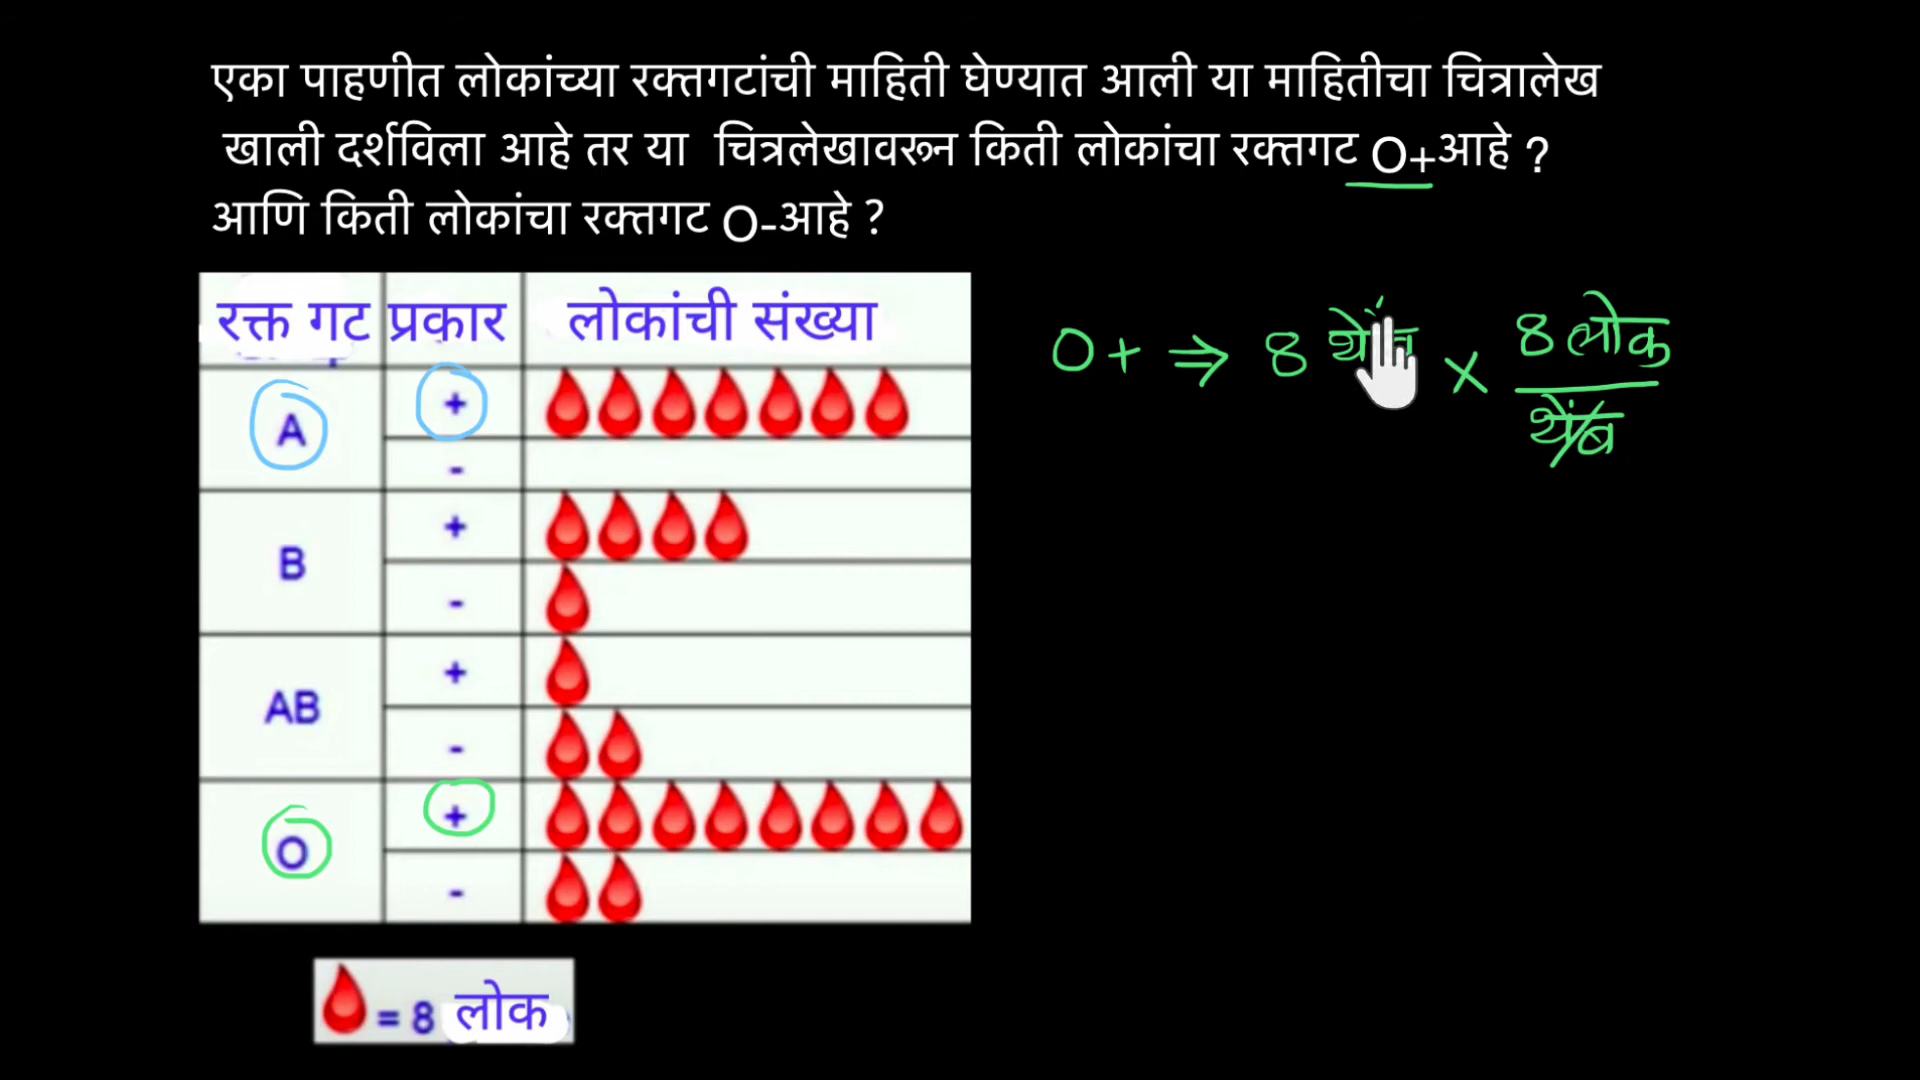 एका पाहणीत लोकांच्या रक्तगटांची माहिती घेण्यात आली या माहितीचा चित्रालेख
खाली दर्शविला आहे तर या चित्रलेखावरून किती लोकांचा रक्तगट O+आहे ?
आणि किती लोकांचा रक्तगट O-आहे ?
रक्त गट प्रकार लोकांची संख्या
A +
-
B +
-
AB +
-
O +
-
= 8 लोक
O+ ⇒ 8 × 8 लोक
थेंब